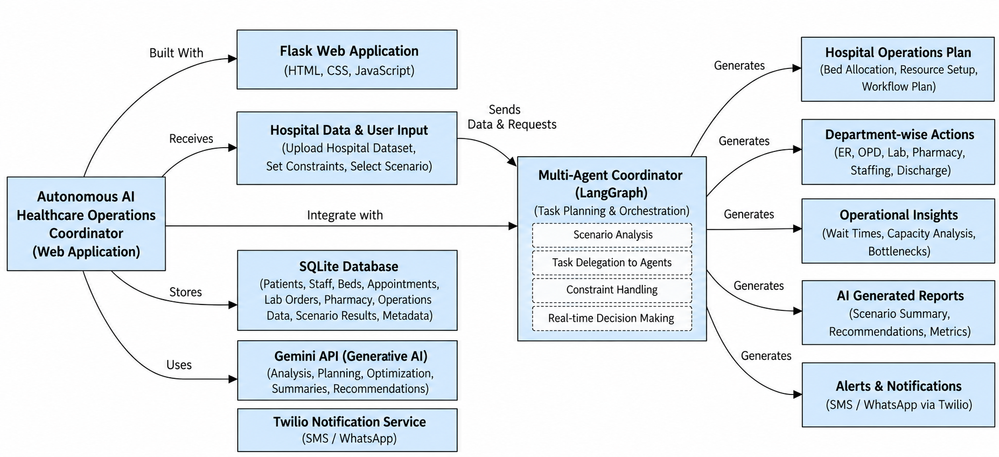 Built With
Flask Web Application
(HTML, CSS, JavaScript)
Receives
Hospital Data & User Input
(Upload Hospital Dataset,
Set Constraints, Select Scenario)
Sends
Data & Requests
Autonomous AI
Healthcare Operations
Coordinator
(Web Application)
Integrate with
Stores
SQLite Database
(Patients, Staff, Beds, Appointments,
Lab Orders, Pharmacy, Operations
Data, Scenario Results, Metadata)
Uses
Gemini API (Generative AI)
(Analysis, Planning, Optimization,
Summaries, Recommendations)
Twilio Notification Service
(SMS / WhatsApp)
Multi-Agent Coordinator
(LangGraph)
(Task Planning & Orchestration)
Scenario Analysis
Task Delegation to Agents
Constraint Handling
Real-time Decision Making
Generates
Hospital Operations Plan
(Bed Allocation, Resource Setup,
Workflow Plan)
Generates
Department-wise Actions
(ER, OPD, Lab, Pharmacy,
Staffing, Discharge)
Generates
Operational Insights
(Wait Times, Capacity Analysis,
Bottlenecks)
Generates
AI Generated Reports
(Scenario Summary,
Recommendations, Metrics)
Generates
Alerts & Notifications
(SMS / WhatsApp via Twilio)